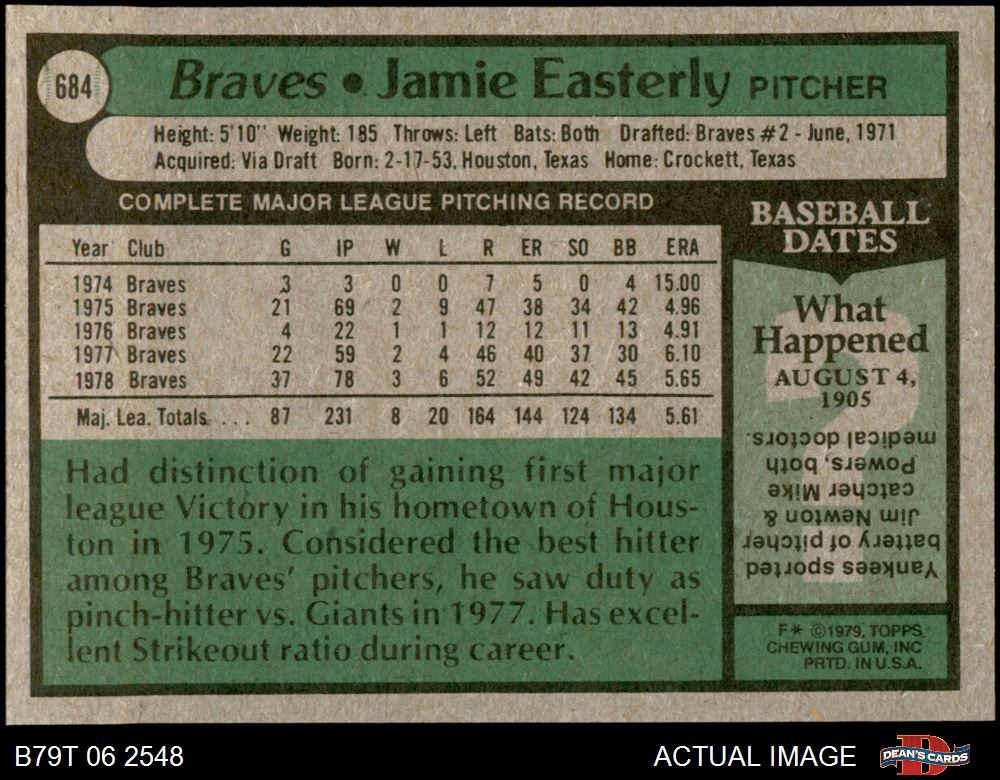 684
Braves • Jamie Easterly PITCHER
Height: 5'10" Weight: 185 Throws: Left Bats: Both Drafted: Braves #2 - June, 1971
Acquired: Via Draft Born: 2-17-53, Houston, Texas Home: Crockett, Texas
COMPLETE MAJOR LEAGUE PITCHING RECORD
Year Club G IP W L R ER SO BB ERA
1974 Braves 3 3 0 0 7 5 0 4 15.00
1975 Braves 21 69 2 9 47 38 34 42 4.96
1976 Braves 4 22 1 1 12 12 11 13 4.91
1977 Braves 22 59 2 4 46 40 37 30 6.10
1978 Braves 37 78 3 6 52 49 42 45 5.65
Maj. Lea. Totals . . . 87 231 8 20 164 144 124 134 5.61
Had distinction of gaining first major
league Victory in his hometown of Hous-
ton in 1975. Considered the best hitter
among Braves' pitchers, he saw duty as
pinch-hitter vs. Giants in 1977. Has excel-
lent Strikeout ratio during career.
BASEBALL
DATES
What
Happened
AUGUST 4,
1905
Yankees sported
battery of pitcher
Jim Newton &
catcher Mike
Powers, both
medical doctors.
F* ©1979, TOPPS
CHEWING GUM, INC
PRTD. IN U.S.A.
B79T 06 2548
ACTUAL IMAGE
DEAN'S CARDS